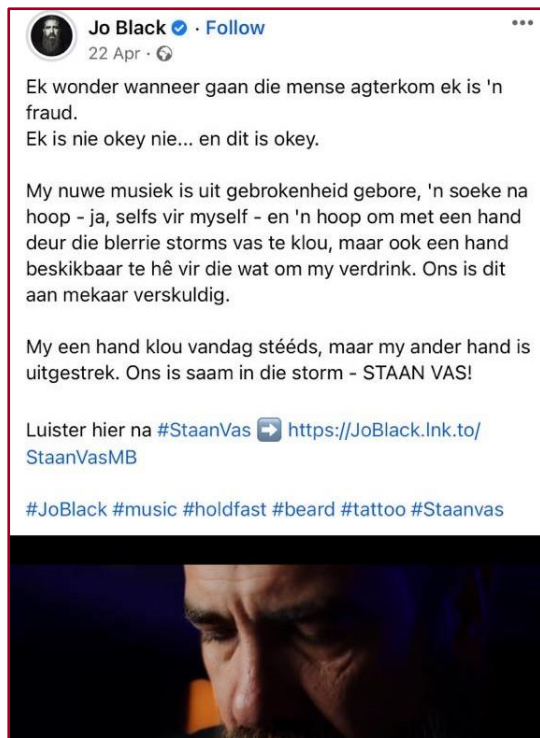 Jo Black · Follow
22 Apr ·
Ek wonder wanneer gaan die mense agterkom ek is 'n
fraud.
Ek is nie okey nie... en dit is okey.
My nuwe musiek is uit gebrokenheid gebore, 'n soeke na
hoop - ja, selfs vir myself - en 'n hoop om met een hand
deur die blerrie storms vas te klou, maar ook een hand
beskikbaar te hê vir die wat om my verdrink. Ons is dit
aan mekaar verskuldig.
My een hand klou vandag stééds, maar my ander hand is
uitgestrek. Ons is saam in die storm - STAAN VAS!
Luister hier na #StaanVas ➡️ https://JoBlack.lnk.to/
StaanVasMB
#JoBlack #music #holdfast #beard #tattoo #Staanvas